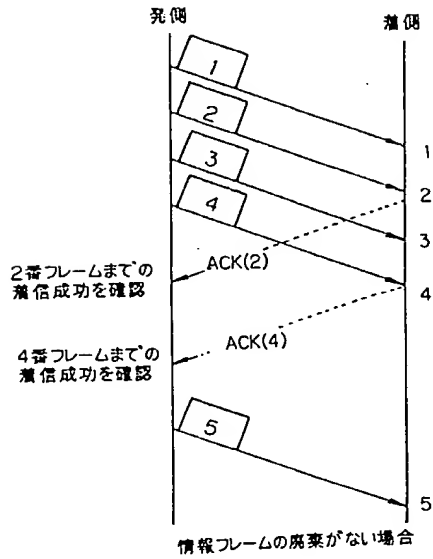 発側
着側
1
2
3
4
1
2
3
4
ACK(2)
2番フレームまでの
着信成功を確認
ACK(4)
4番フレームまでの
着信成功を確認
5
5
情報フレームの廃棄がない場合